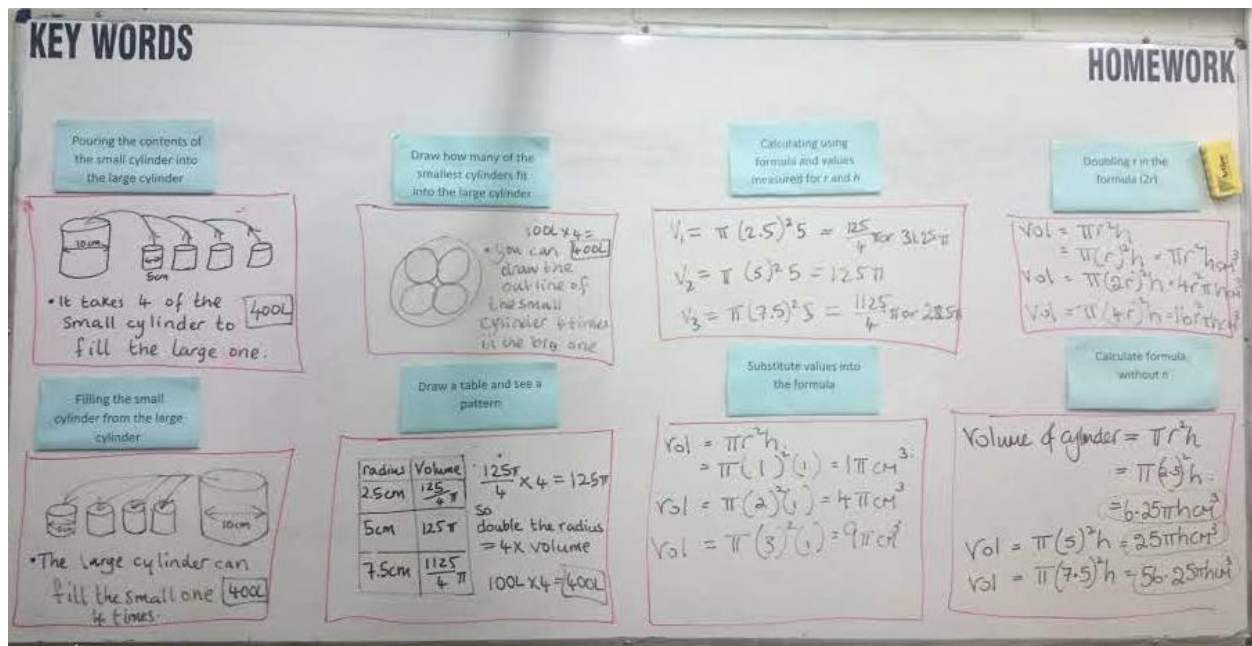 KEY WORDS
HOMEWORK
Pouring the contents of
the small cylinder into
the large cylinder
10cm
5cm
• It takes 4 of the
small cylinder to
fill the large one.
400L
Draw how many of the
smallest cylinders fit
into the large cylinder
100L x 4 =
400L
• you can
draw the
outline of
the small
cylinder 4 times
in the big one
Calculating using
formula and values
measured for r and h
V₁ = π (2.5)² 5 = 125/4 π or 31.25π
V₂ = π (5)² 5 = 125π
V₃ = π (7.5)² 5 = 1125/4 π or 28.5π
Doubling r in the
formula (2r)
Vol = πr²h
= π(r)²h = πr²h cm³
Vol = π(2r)²h = 4r²πh cm³
Vol = π(4r)²h = 16r²πh cm³
Filling the small
cylinder from the large
cylinder
10cm
• The large cylinder can
fill the small one
4 times.
400L
Draw a table and see a
pattern
radius Volume
2.5cm 125/4 π
5cm 125π
7.5cm 1125/4 π
125π/4 x 4 = 125π
so
double the radius
= 4x volume
100L x 4 = 400L
Substitute values into
the formula
Vol = πr²h.
= π(1)²(1) = 1π cm³
Vol = π(2)²(1) = 4π cm³
Vol = π(3)²(1) = 9π cm³
Calculate formula
without h
Volume of cylinder = πr²h
= π(2.5)²h.
= 6.25πh cm³
Vol = π(5)²h = 25πh cm³
Vol = π(7.5)²h = 56.25πh cm³